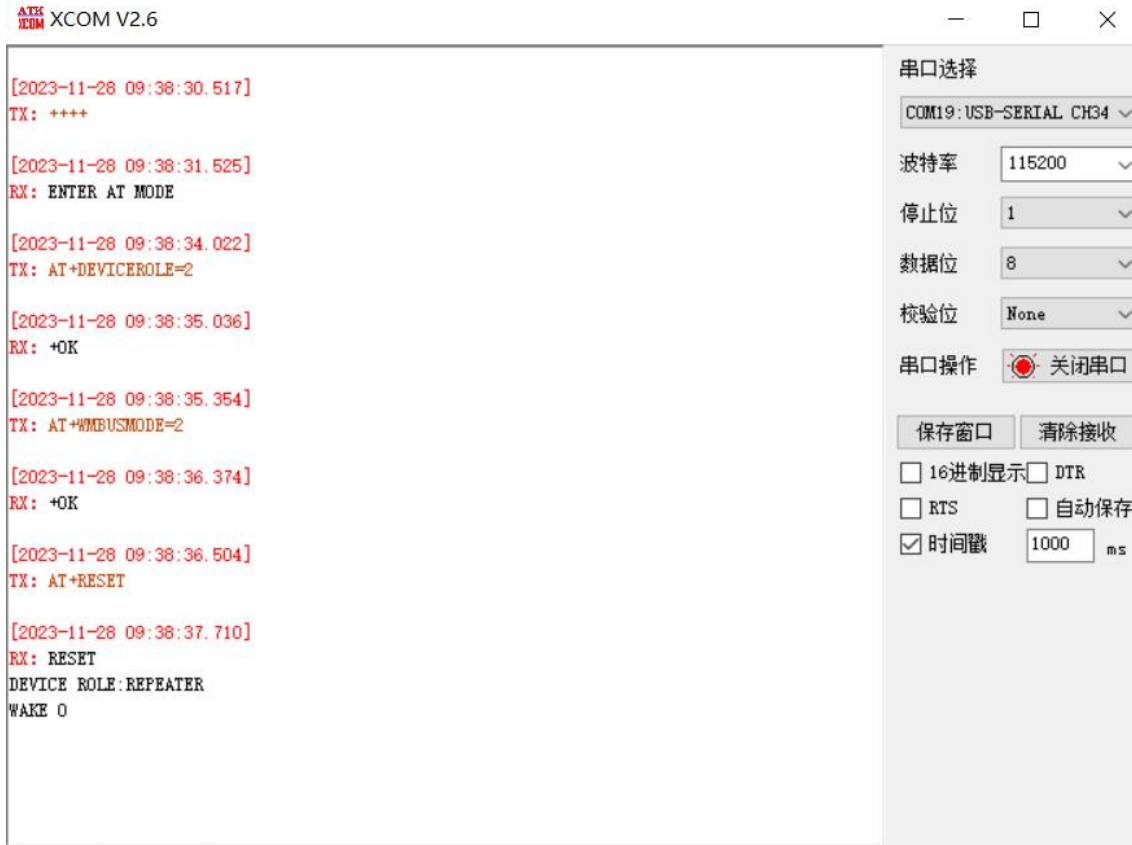 ATK XCOM XCOM V2.6
[2023-11-28 09:38:30.517]
TX: ++++
[2023-11-28 09:38:31.525]
RX: ENTER AT MODE
[2023-11-28 09:38:34.022]
TX: AT+DEVICEROLE=2
[2023-11-28 09:38:35.036]
RX: +OK
[2023-11-28 09:38:35.354]
TX: AT+WMBUSMODE=2
[2023-11-28 09:38:36.374]
RX: +OK
[2023-11-28 09:38:36.504]
TX: AT+RESET
[2023-11-28 09:38:37.710]
RX: RESET
DEVICE ROLE:REPEATER
WAKE 0
串口选择
COM19:USB-SERIAL CH34
波特率 115200
停止位 1
数据位 8
校验位 None
串口操作 关闭串口
保存窗口 清除接收
16进制显示 DTR
RTS 自动保存
时间戳 1000 ms